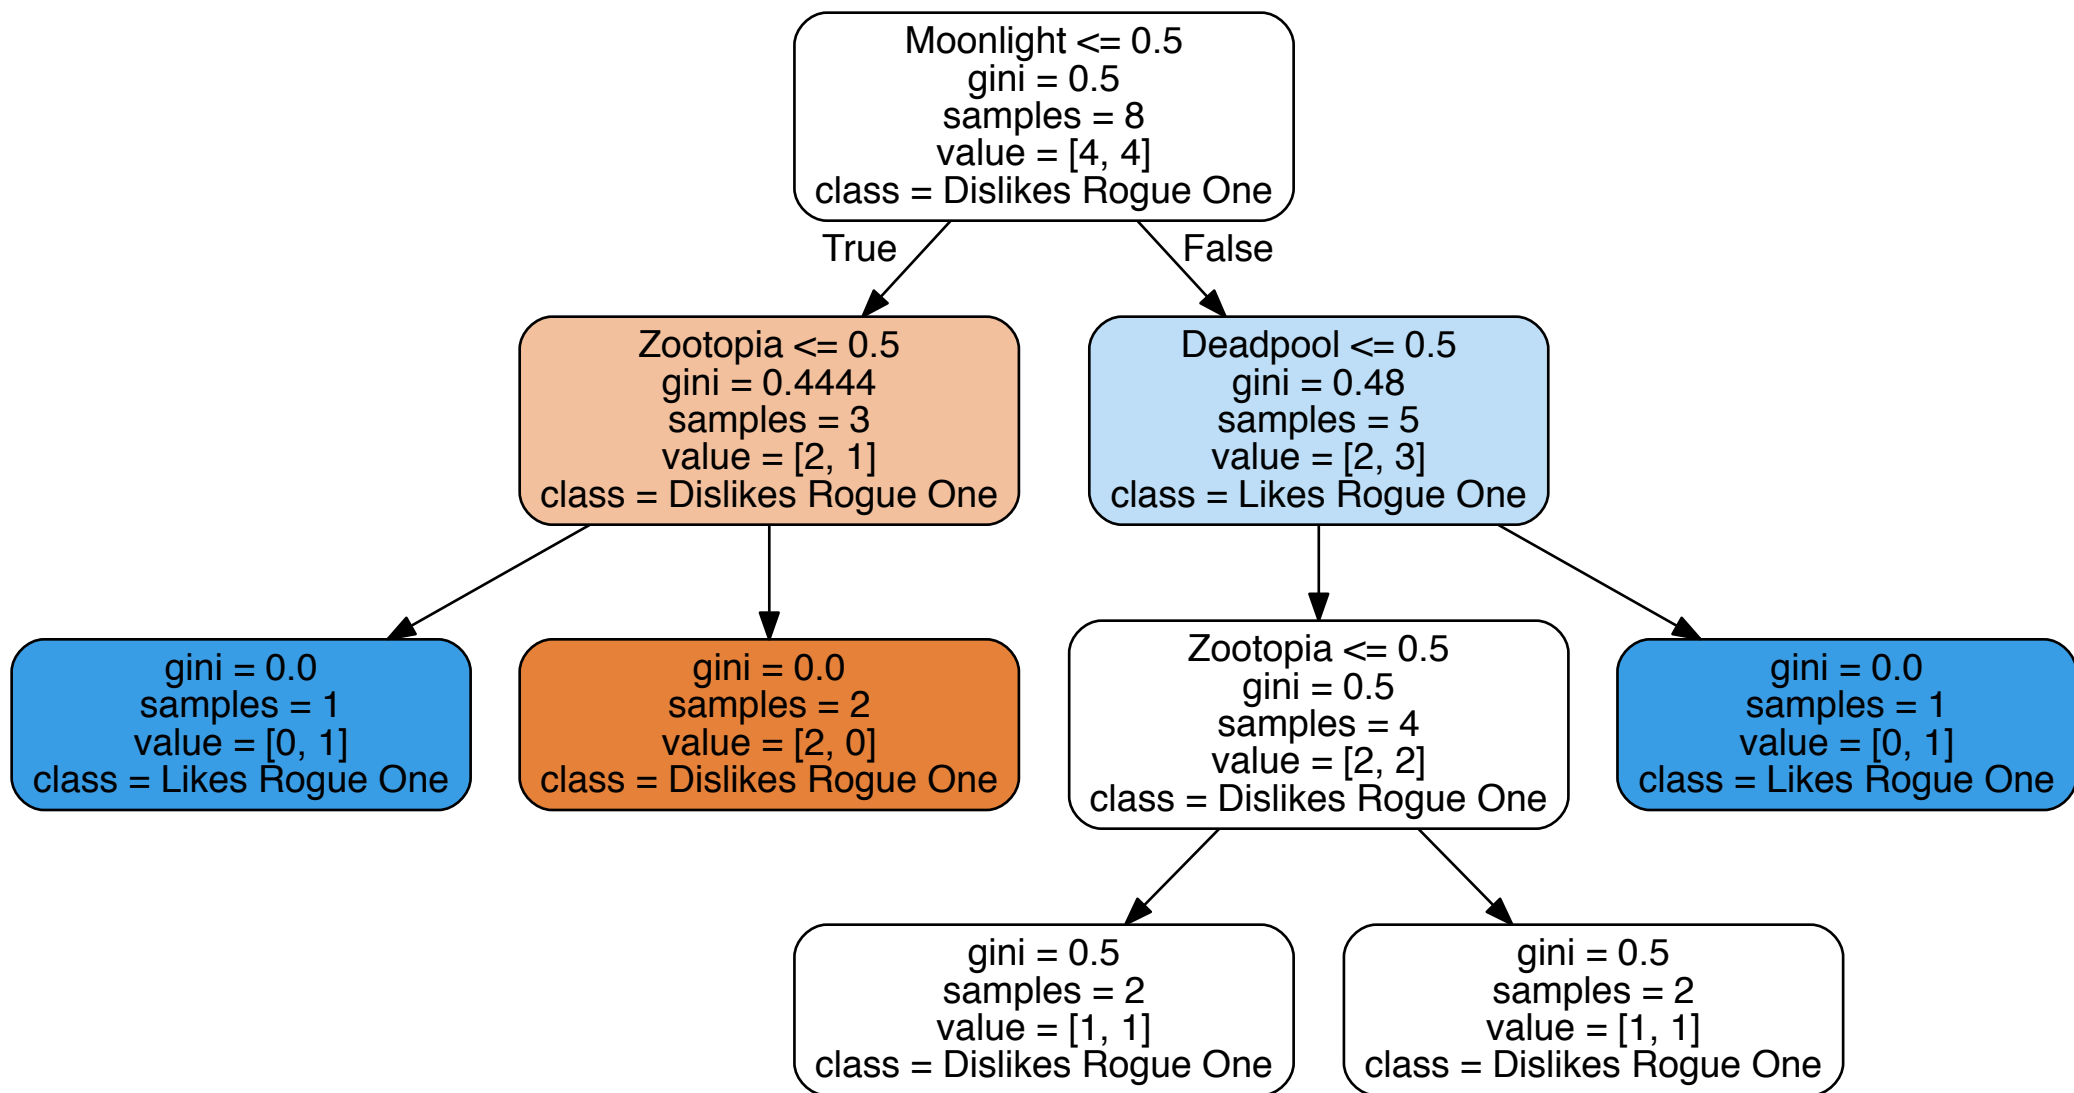 Moonlight <= 0.5
gini = 0.5
samples = 8
value = [4, 4]
class = Dislikes Rogue One
True
False
Zootopia <= 0.5
gini = 0.4444
samples = 3
value = [2, 1]
class = Dislikes Rogue One
Deadpool <= 0.5
gini = 0.48
samples = 5
value = [2, 3]
class = Likes Rogue One
gini = 0.0
samples = 1
value = [0, 1]
class = Likes Rogue One
gini = 0.0
samples = 2
value = [2, 0]
class = Dislikes Rogue One
Zootopia <= 0.5
gini = 0.5
samples = 4
value = [2, 2]
class = Dislikes Rogue One
gini = 0.0
samples = 1
value = [0, 1]
class = Likes Rogue One
gini = 0.5
samples = 2
value = [1, 1]
class = Dislikes Rogue One
gini = 0.5
samples = 2
value = [1, 1]
class = Dislikes Rogue One